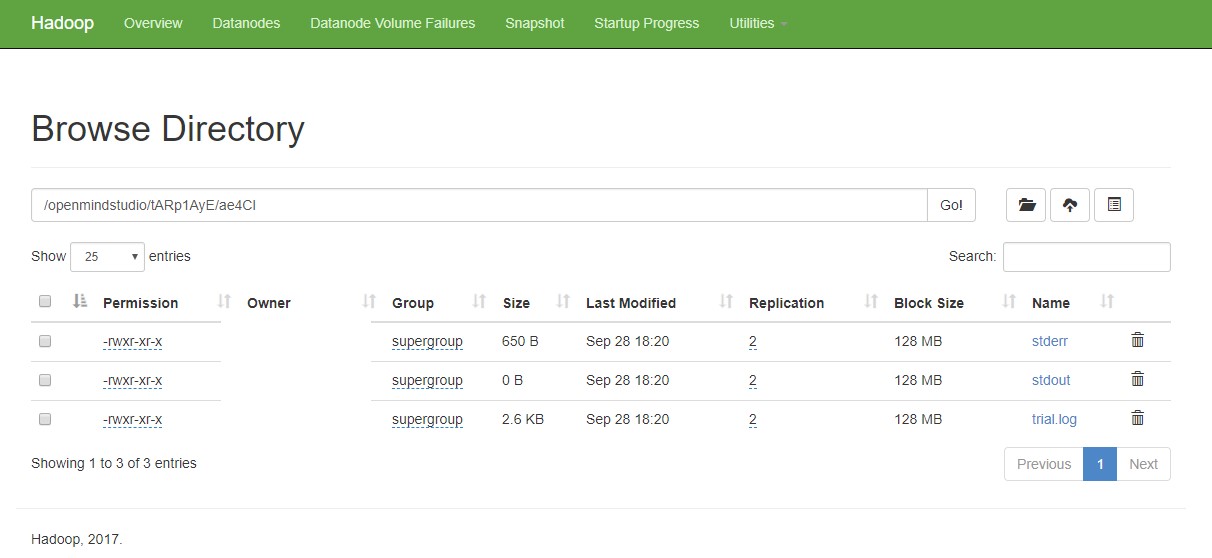 Hadoop Overview Datanodes Datanode Volume Failures Snapshot Startup Progress Utilities
Browse Directory
/openmindstudio/tARp1AyE/ae4CI Go!
Show 25 entries Search:
Permission Owner Group Size Last Modified Replication Block Size Name
-rwxr-xr-x supergroup 650 B Sep 28 18:20 2 128 MB stderr
-rwxr-xr-x supergroup 0 B Sep 28 18:20 2 128 MB stdout
-rwxr-xr-x supergroup 2.6 KB Sep 28 18:20 2 128 MB trial.log
Showing 1 to 3 of 3 entries Previous 1 Next
Hadoop, 2017.